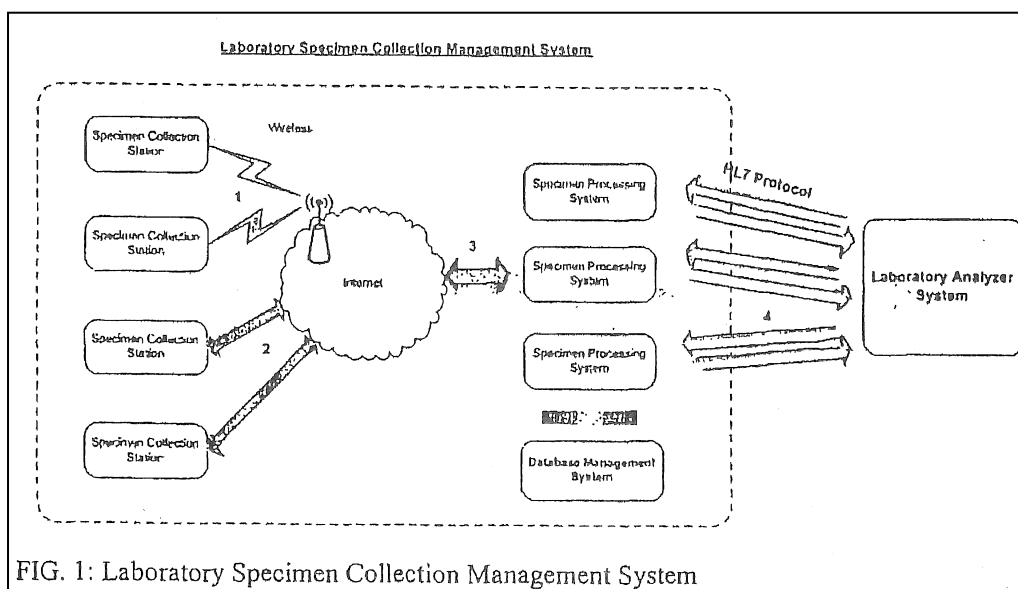 Laboratory Specimen Collection Management System
Specimen Collection
Station
Wireless
1
Specimen Collection
Station
Specimen Collection
Station
2
Specimen Collection
Station
Internet
3
Specimen Processing
System
Specimen Processing
System
Specimen Processing
System
Database Management
System
HL7 Protocol
4
Laboratory Analyzer
System
FIG. 1: Laboratory Specimen Collection Management System